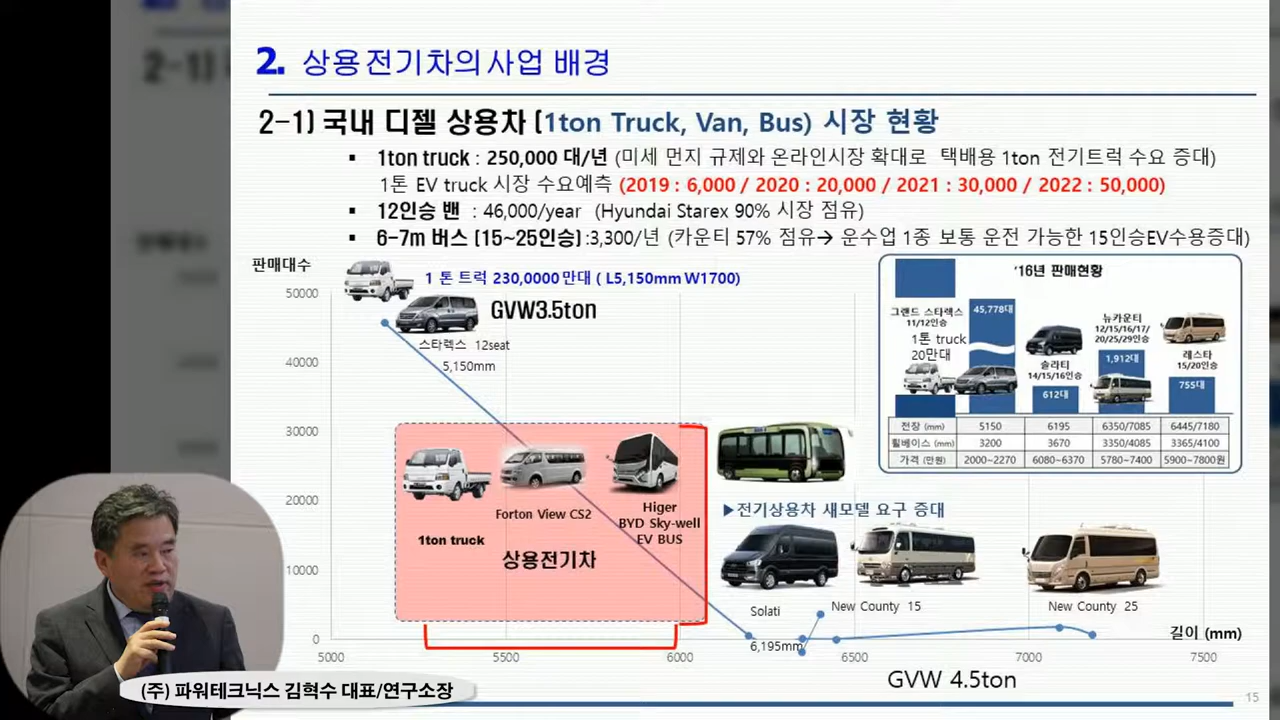 2. 상용전기차의사업 배경
2-1) 국내 디젤 상용차 (1ton Truck, Van, Bus) 시장 현황
▪ 1ton truck : 250,000 대/년 (미세 먼지 규제와 온라인시장 확대로 택배용 1ton 전기트럭 수요 증대)
1톤 EV truck 시장 수요예측 (2019 : 6,000 / 2020 : 20,000 / 2021 : 30,000 / 2022 : 50,000)
▪ 12인승 밴 : 46,000/year (Hyundai Starex 90% 시장 점유)
▪ 6-7m 버스 (15~25인승) :3,300/년 (카운티 57% 점유→ 운수업 1종 보통 운전 가능한 15인승EV수용증대)
판매대수
1 톤 트럭 230,0000만대 ( L5,150mm W1700)
GVW3.5ton
스타렉스 12seat
5,150mm
50000
40000
30000
20000
10000
0
1ton truck
Forton View CS2
Higer
BYD Sky-well
EV BUS
상용전기차
'16년 판매현황
그랜드 스타렉스
11/12인승
1톤 truck
20만대
45,778대
솔라티
14/15/16인승
612대
뉴카운티
12/15/16/17/
20/25/29인승
1,912대
레스타
15/20인승
755대
전장 (mm) 5150 6195 6350/7085 6445/7180
휠베이스 (mm) 3200 3670 3350/4085 3365/4100
가격 (만원) 2000~2270 6080~6370 5780~7400 5900~7800원
▶전기상용차 새모델 요구 증대
Solati
6,195mm
New County 15
New County 25
길이 (mm)
5000 5500 6000 6500 7000 7500
GVW 4.5ton
15
(주) 파워테크닉스 김혁수 대표/연구소장